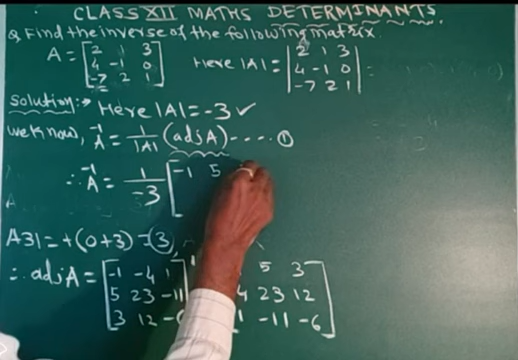 CLASS XII MATHS DETERMINANTS
Q Find the inverse of the following matrix.
A = [2 1 3
4 -1 0
-7 2 1]
Here |A| = |2 1 3
4 -1 0
-7 2 1|
Solution:→ Here |A| = -3 ✓
We know, A⁻¹ = 1/|A| (adj A) ---- ①
∴ A⁻¹ = 1/-3 [-1 5
A31 = +(0+3) = 3,
∴ adj A = [-1 -4 1
5 23 -11
3 12 -6
5 3
4 23 12
1 -11 -6]